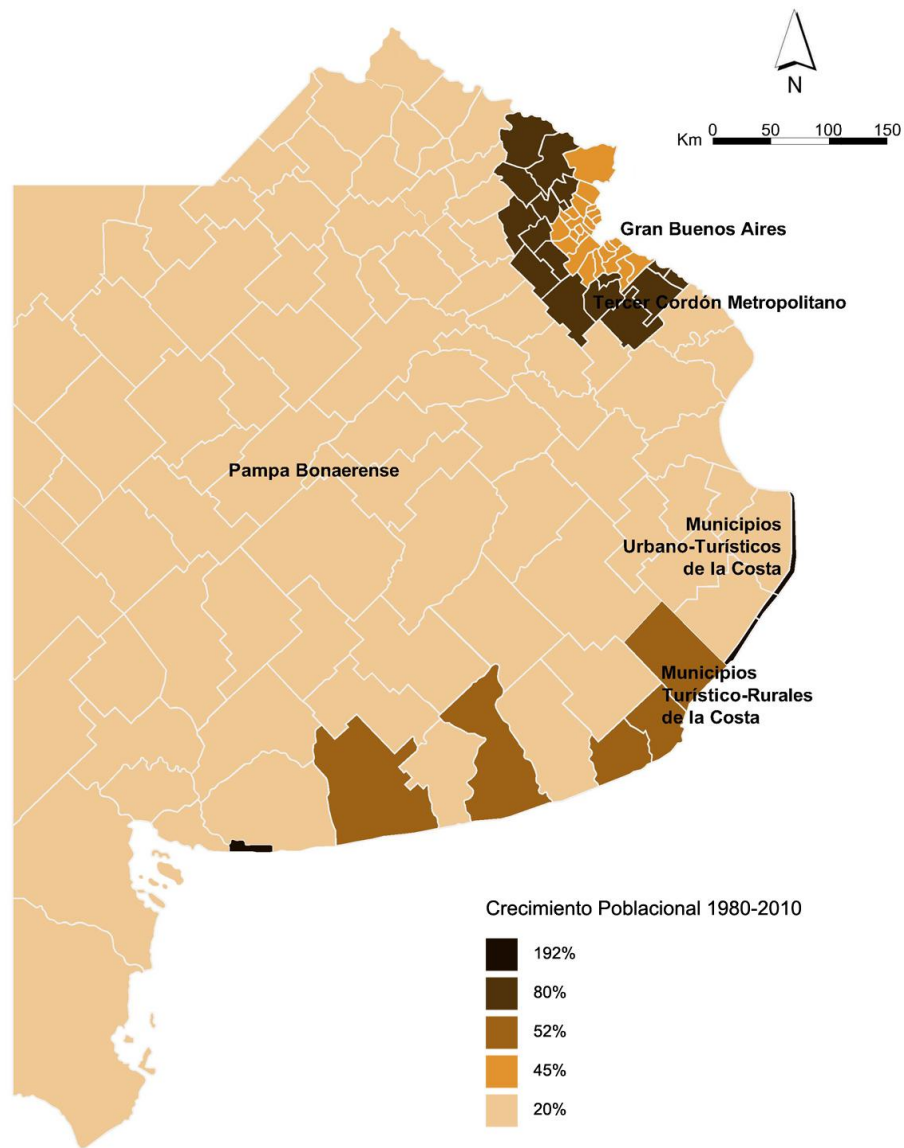 N
Km 0 50 100 150
Gran Buenos Aires
Tercer Cordón Metropolitano
Pampa Bonaerense
Municipios
Urbano-Turísticos
de la Costa
Municipios
Turístico-Rurales
de la Costa
Crecimiento Poblacional 1980-2010
192%
80%
52%
45%
20%